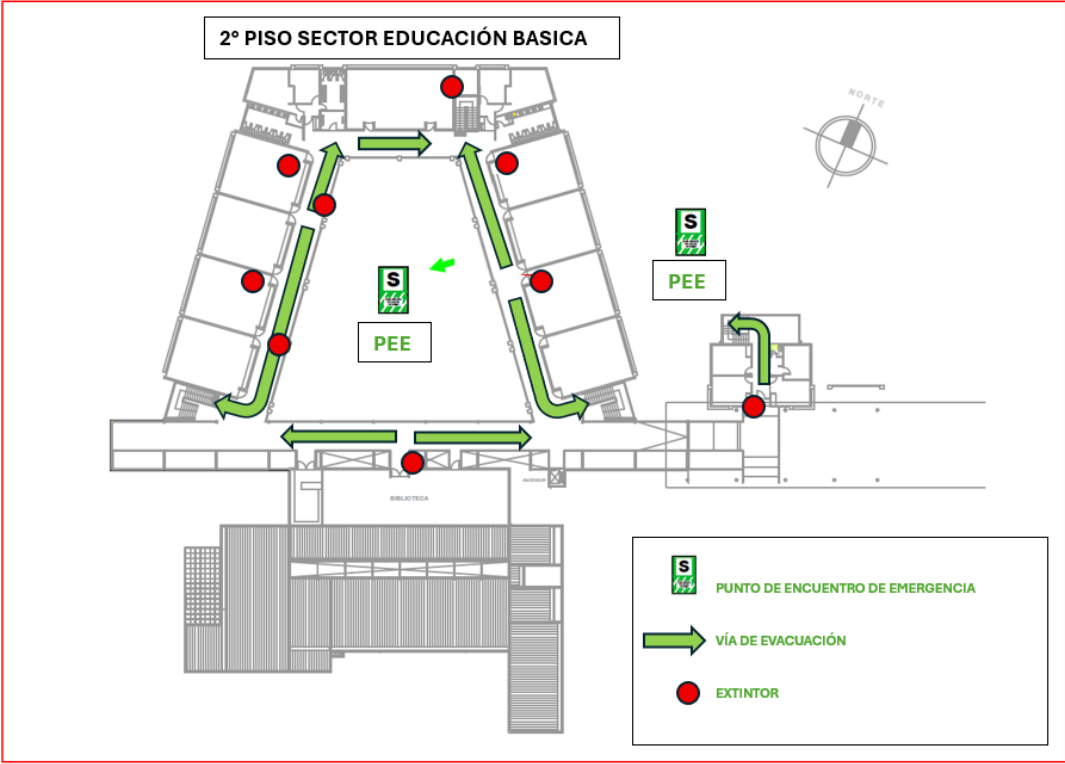 2° PISO SECTOR EDUCACIÓN BASICA
NORTE
S
PEE
S
PEE
BIBLIOTECA
ASCENSOR
S
PUNTO DE ENCUENTRO DE EMERGENCIA
VÍA DE EVACUACIÓN
EXTINTOR